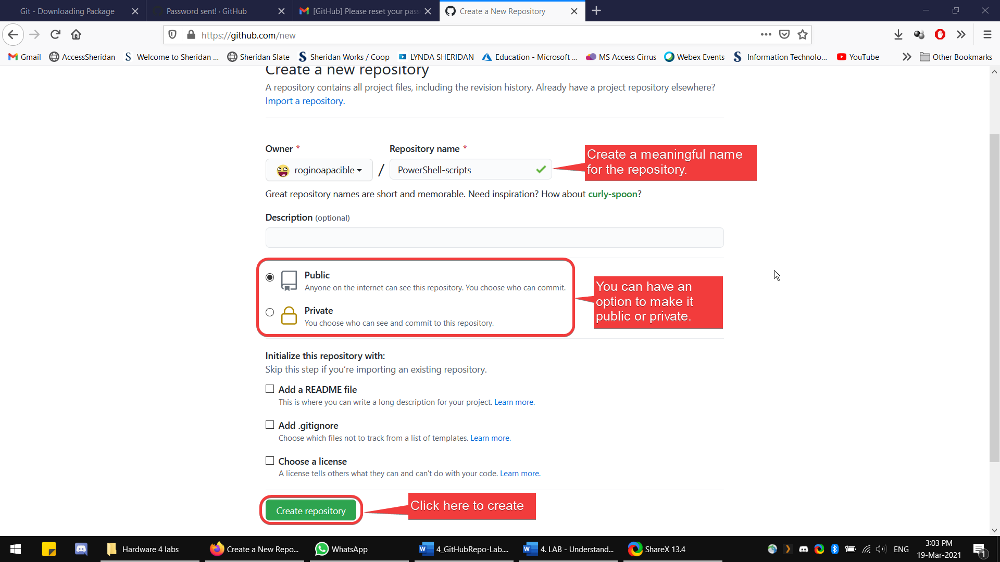 Git - Downloading Package
Password sent! · GitHub
[GitHub] Please reset your pass
Create a New Repository
https://github.com/new
Gmail
AccessSheridan
Welcome to Sheridan ...
Sheridan Slate
Sheridan Works / Coop
LYNDA SHERIDAN
Education - Microsoft ...
MS Access Cirrus
Webex Events
Information Technolo...
YouTube
Other Bookmarks
Create a new repository
A repository contains all project files, including the revision history. Already have a project repository elsewhere?
Import a repository.
Owner *
Repository name *
roginoapacible
/
PowerShell-scripts
Create a meaningful name
for the repository.
Great repository names are short and memorable. Need inspiration? How about curly-spoon?
Description (optional)
Public
Anyone on the internet can see this repository. You choose who can commit.
Private
You choose who can see and commit to this repository.
You can have an
option to make it
public or private.
Initialize this repository with:
Skip this step if you’re importing an existing repository.
Add a README file
This is where you can write a long description for your project. Learn more.
Add .gitignore
Choose which files not to track from a list of templates. Learn more.
Choose a license
A license tells others what they can and can't do with your code. Learn more.
Create repository
Click here to create
Hardware 4 labs
Create a New Repo...
WhatsApp
4_GitHubRepo-Lab....
4. LAB - Understand...
ShareX 13.4
ENG
3:03 PM
19-Mar-2021
1